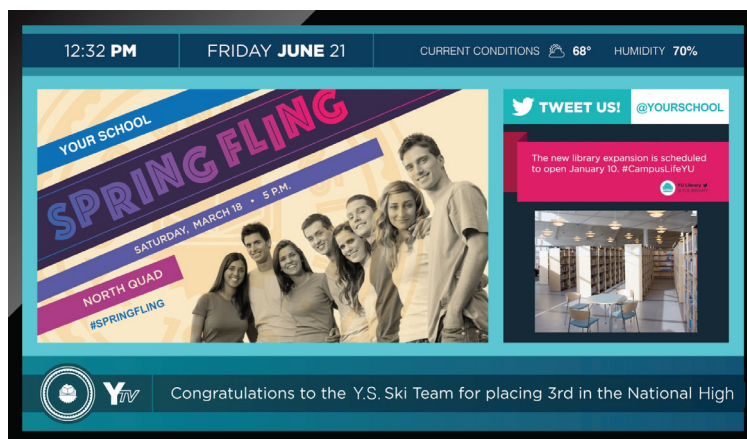 12:32 PM
FRIDAY JUNE 21
CURRENT CONDITIONS 68° HUMIDITY 70%
YOUR SCHOOL
SPRING FLING
SATURDAY, MARCH 18 • 5 P.M.
NORTH QUAD
#SPRINGFLING
TWEET US! @YOURSCHOOL
The new library expansion is scheduled
to open January 10. #CampusLifeYU
YU Library
YTV
Congratulations to the Y.S. Ski Team for placing 3rd in the National High